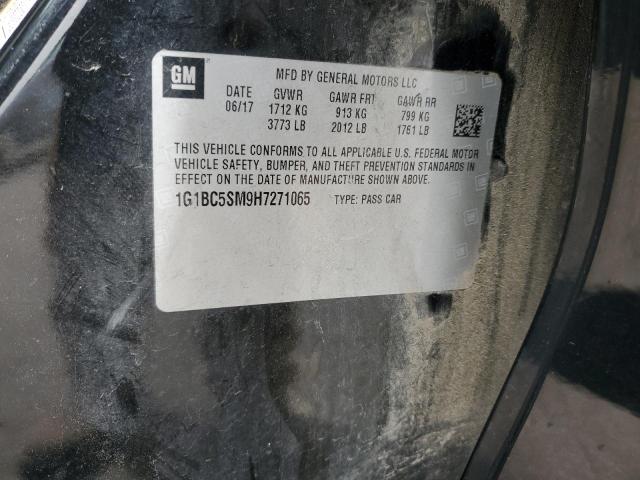 GM
MFD BY GENERAL MOTORS LLC
DATE GVWR GAWR FRT GAWR RR
06/17 1712 KG 913 KG 799 KG
3773 LB 2012 LB 1761 LB
THIS VEHICLE CONFORMS TO ALL APPLICABLE U.S. FEDERAL MOTOR
VEHICLE SAFETY, BUMPER, AND THEFT PREVENTION STANDARDS
IN EFFECT ON THE DATE OF MANUFACTURE SHOWN ABOVE.
1G1BC5SM9H7271065 TYPE: PASS CAR